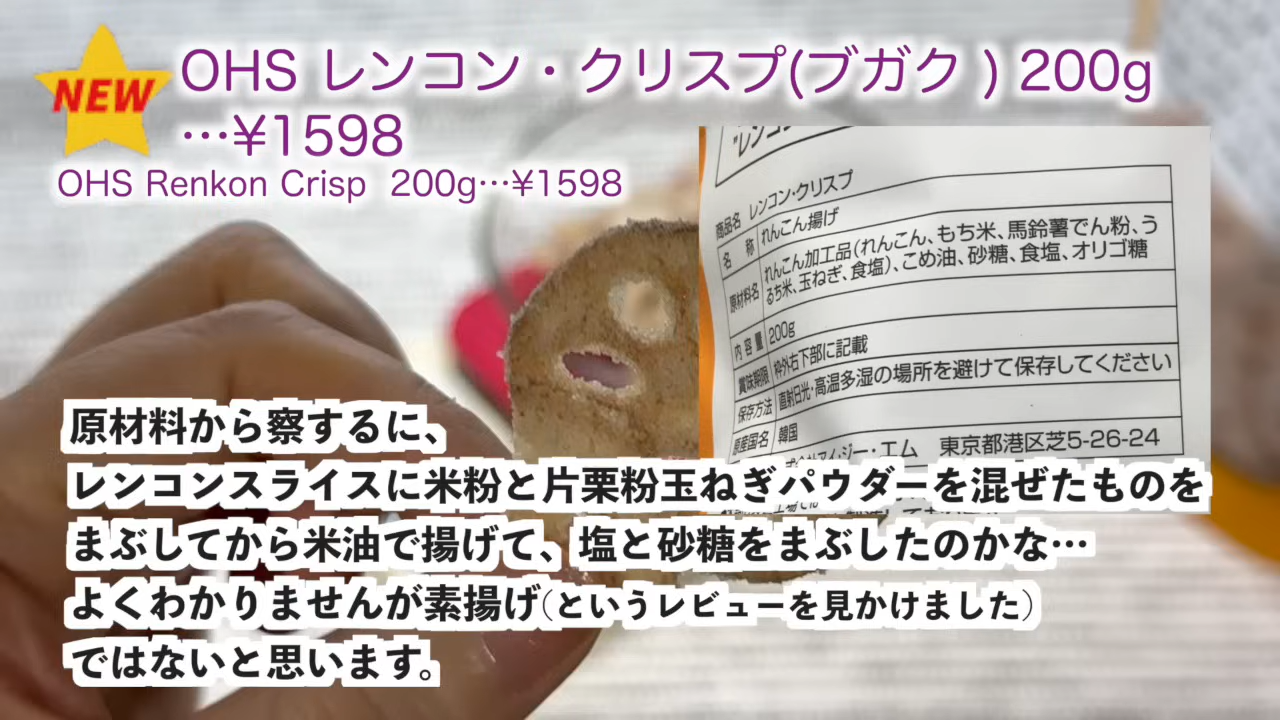 NEW
OHS レンコン・クリスプ(ブガク ) 200g
…¥1598
OHS Renkon Crisp 200g…¥1598
"レンコン
商品名 レンコン・クリスプ
名 称 れんこん揚げ
原材料名 れんこん加工品(れんこん、もち米、馬鈴薯でん粉、う
るち米、玉ねぎ、食塩)、こめ油、砂糖、食塩、オリゴ糖
内容量 200g
賞味期限 枠外右下部に記載
保存方法 直射日光・高温多湿の場所を避けて保存してください
原産国名 韓国
アイ・ジー・エム 東京都港区芝5-26-24
原材料から察するに、
レンコンスライスに米粉と片栗粉玉ねぎパウダーを混ぜたものを
まぶしてから米油で揚げて、塩と砂糖をまぶしたのかな…
よくわかりませんが素揚げ(というレビューを見かけました)
ではないと思います。